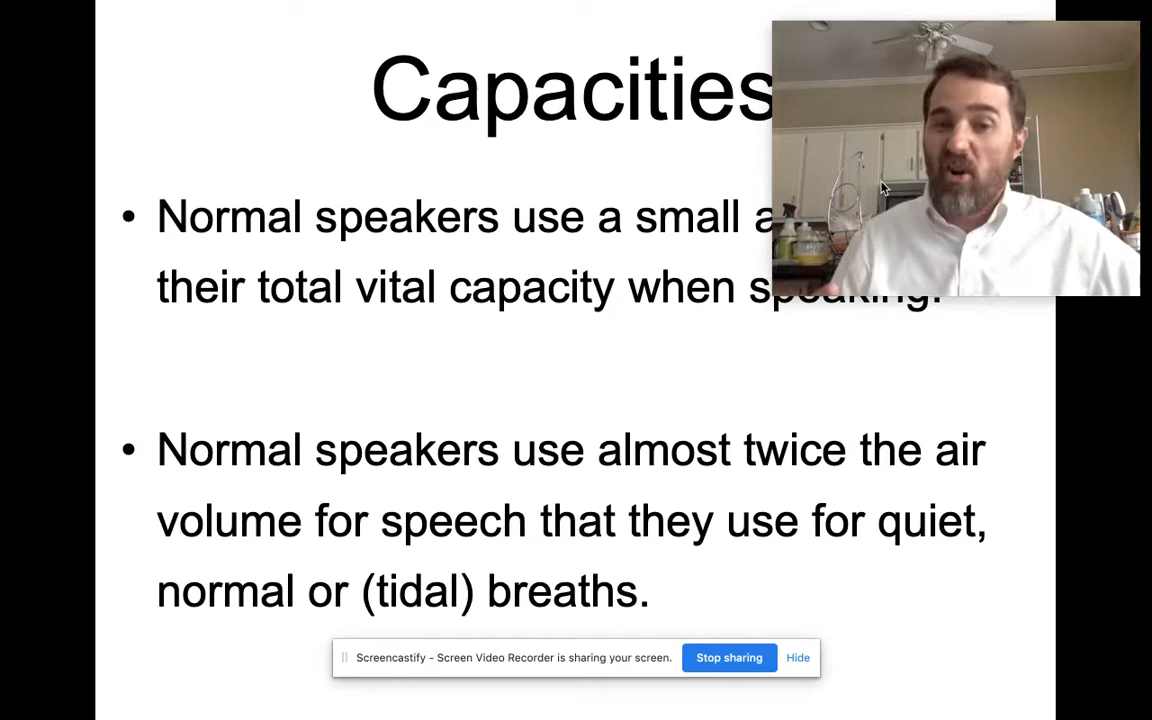 Capacities
• Normal speakers use a small
their total vital capacity when speaking.
• Normal speakers use almost twice the air
volume for speech that they use for quiet,
normal or (tidal) breaths.
Screencastify - Screen Video Recorder is sharing your screen. Stop sharing Hide